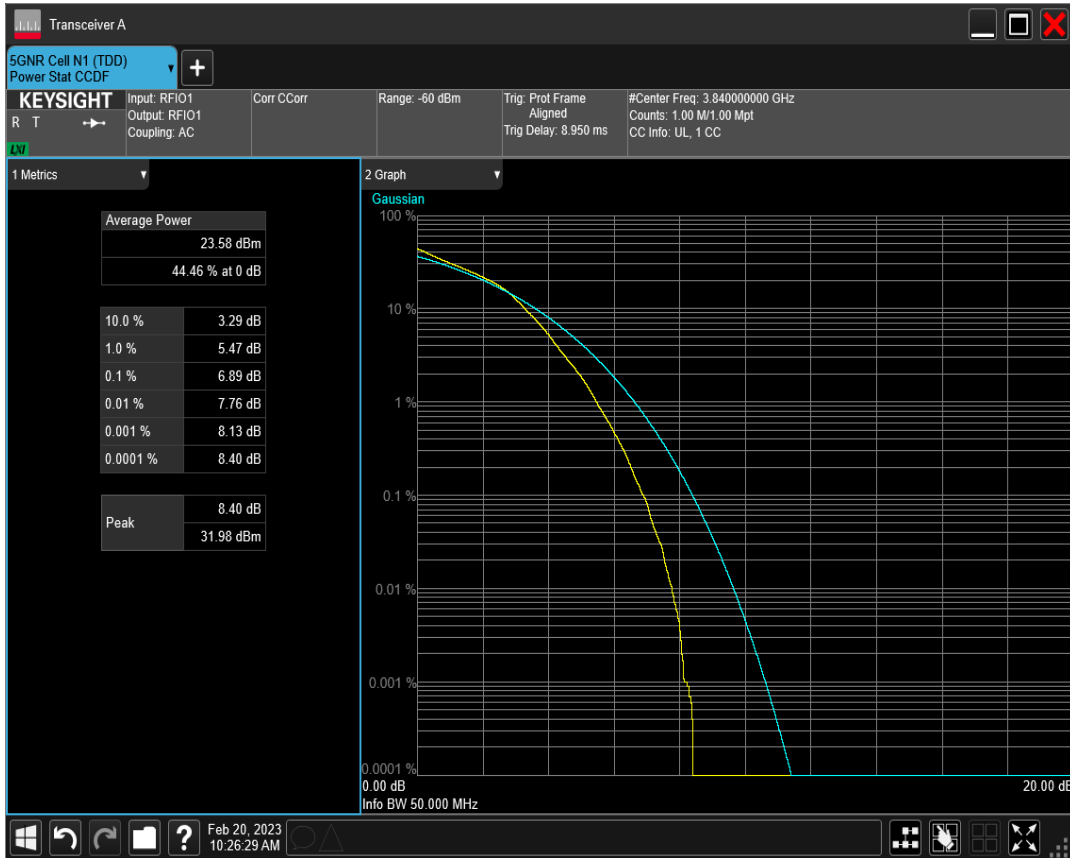 Transceiver A
5GNR Cell N1 (TDD)
Power Stat CCDF
+
KEYSIGHT
R T
LXI
Input: RFIO1
Output: RFIO1
Coupling: AC
Corr CCorr
Range: -60 dBm
Trig: Prot Frame
Aligned
Trig Delay: 8.950 ms
#Center Freq: 3.840000000 GHz
Counts: 1.00 M/1.00 Mpt
CC Info: UL, 1 CC
1 Metrics
Average Power
23.58 dBm
44.46 % at 0 dB
10.0 % 3.29 dB
1.0 % 5.47 dB
0.1 % 6.89 dB
0.01 % 7.76 dB
0.001 % 8.13 dB
0.0001 % 8.40 dB
Peak
8.40 dB
31.98 dBm
2 Graph
Gaussian
100 %
10 %
1 %
0.1 %
0.01 %
0.001 %
0.0001 %
0.00 dB 20.00 dB
Info BW 50.000 MHz
?
Feb 20, 2023
10:26:29 AM